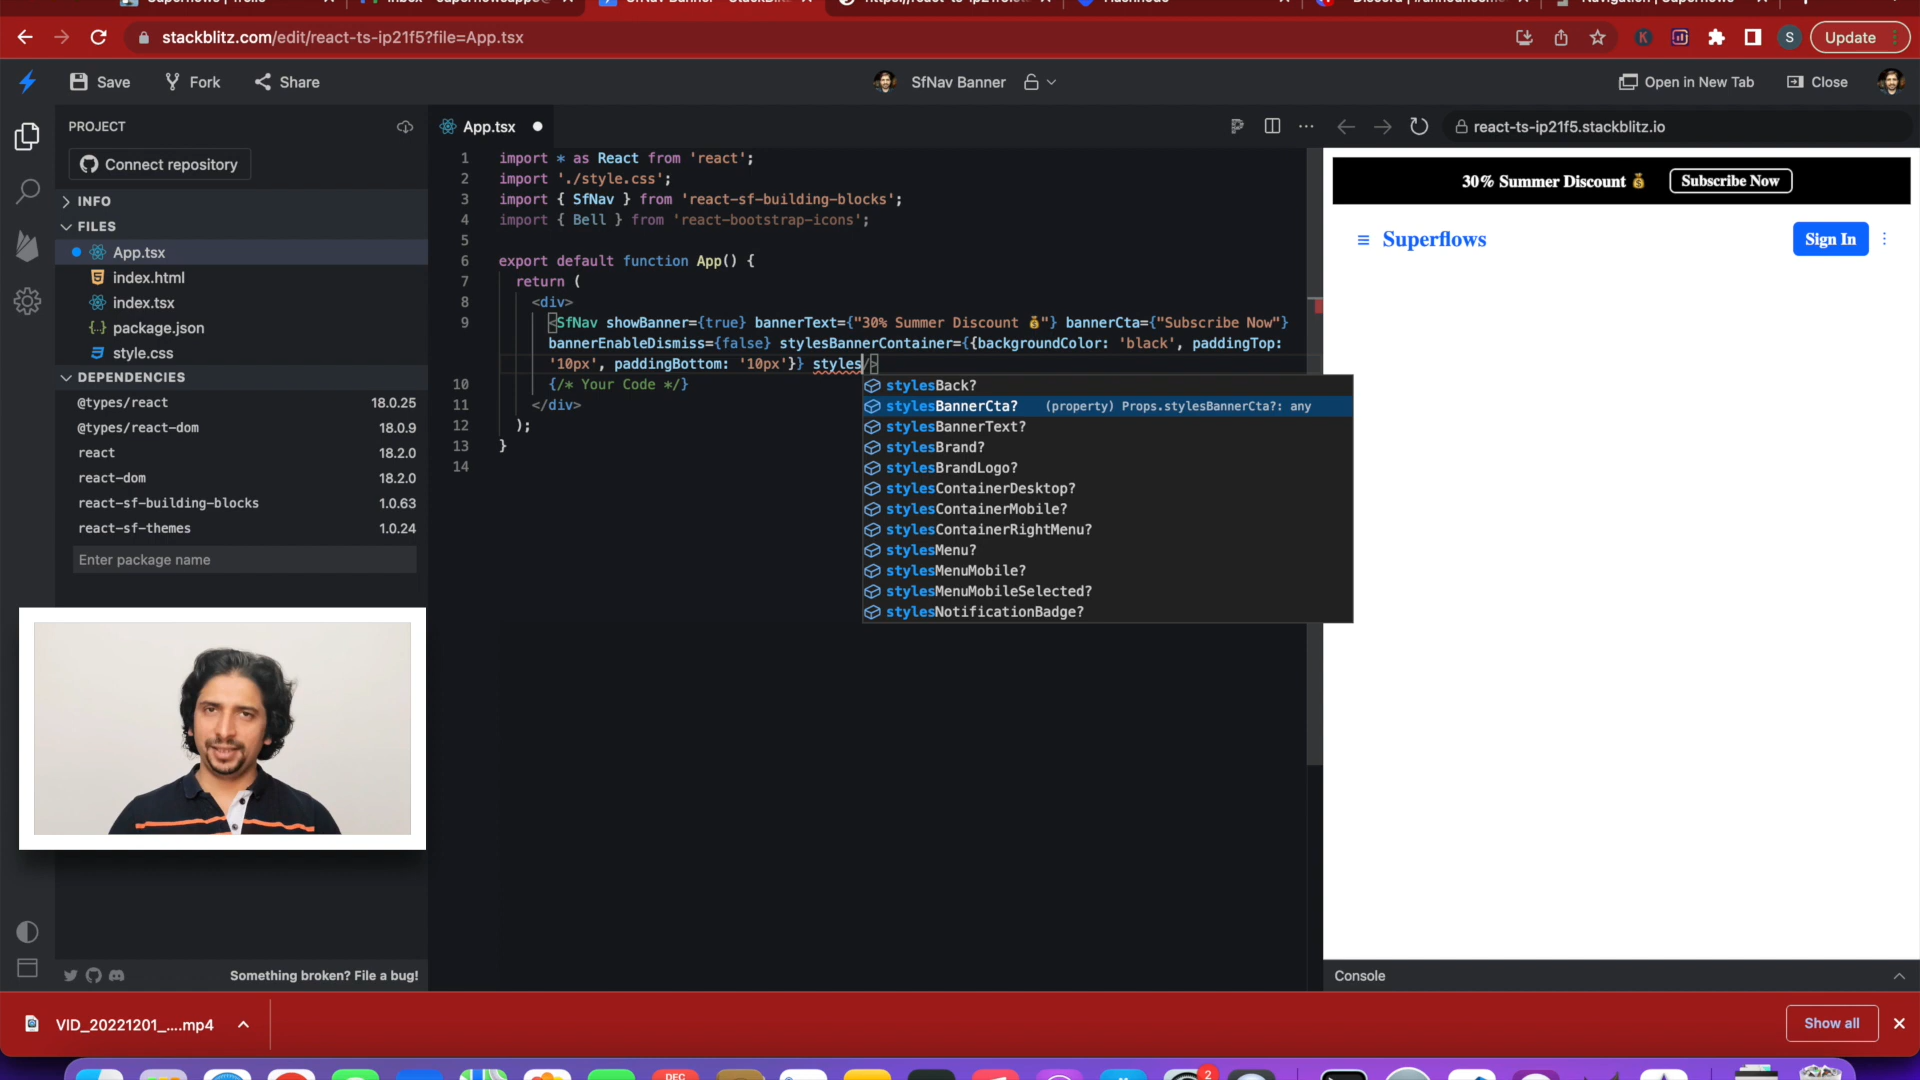 stackblitz.com/edit/react-ts-ip21f5?file=App.tsx
S
Update
Save
Fork
Share
SfNav Banner
Open in New Tab
Close
PROJECT
App.tsx
react-ts-ip21f5.stackblitz.io
Connect repository
INFO
FILES
App.tsx
index.html
index.tsx
package.json
style.css
DEPENDENCIES
@types/react 18.0.25
@types/react-dom 18.0.9
react 18.2.0
react-dom 18.2.0
react-sf-building-blocks 1.0.63
react-sf-themes 1.0.24
Enter package name
Something broken? File a bug!
1 import * as React from 'react';
2 import './style.css';
3 import { SfNav } from 'react-sf-building-blocks';
4 import { Bell } from 'react-bootstrap-icons';
5
6 export default function App() {
7 return (
8 <div>
9 <SfNav showBanner={true} bannerText={"30% Summer Discount 💰"} bannerCta={"Subscribe Now"}
bannerEnableDismiss={false} stylesBannerContainer={{backgroundColor: 'black', paddingTop:
'10px', paddingBottom: '10px'}} styles/>
10 {/* Your Code */}
11 </div>
12 );
13 }
14
stylesBack?
stylesBannerCta? (property) Props.stylesBannerCta?: any
stylesBannerText?
stylesBrand?
stylesBrandLogo?
stylesContainerDesktop?
stylesContainerMobile?
stylesContainerRightMenu?
stylesMenu?
stylesMenuMobile?
stylesMenuMobileSelected?
stylesNotificationBadge?
30% Summer Discount 💰 Subscribe Now
≡ Superflows
Sign In
Console
VID_20221201_....mp4
Show all
DEC
2